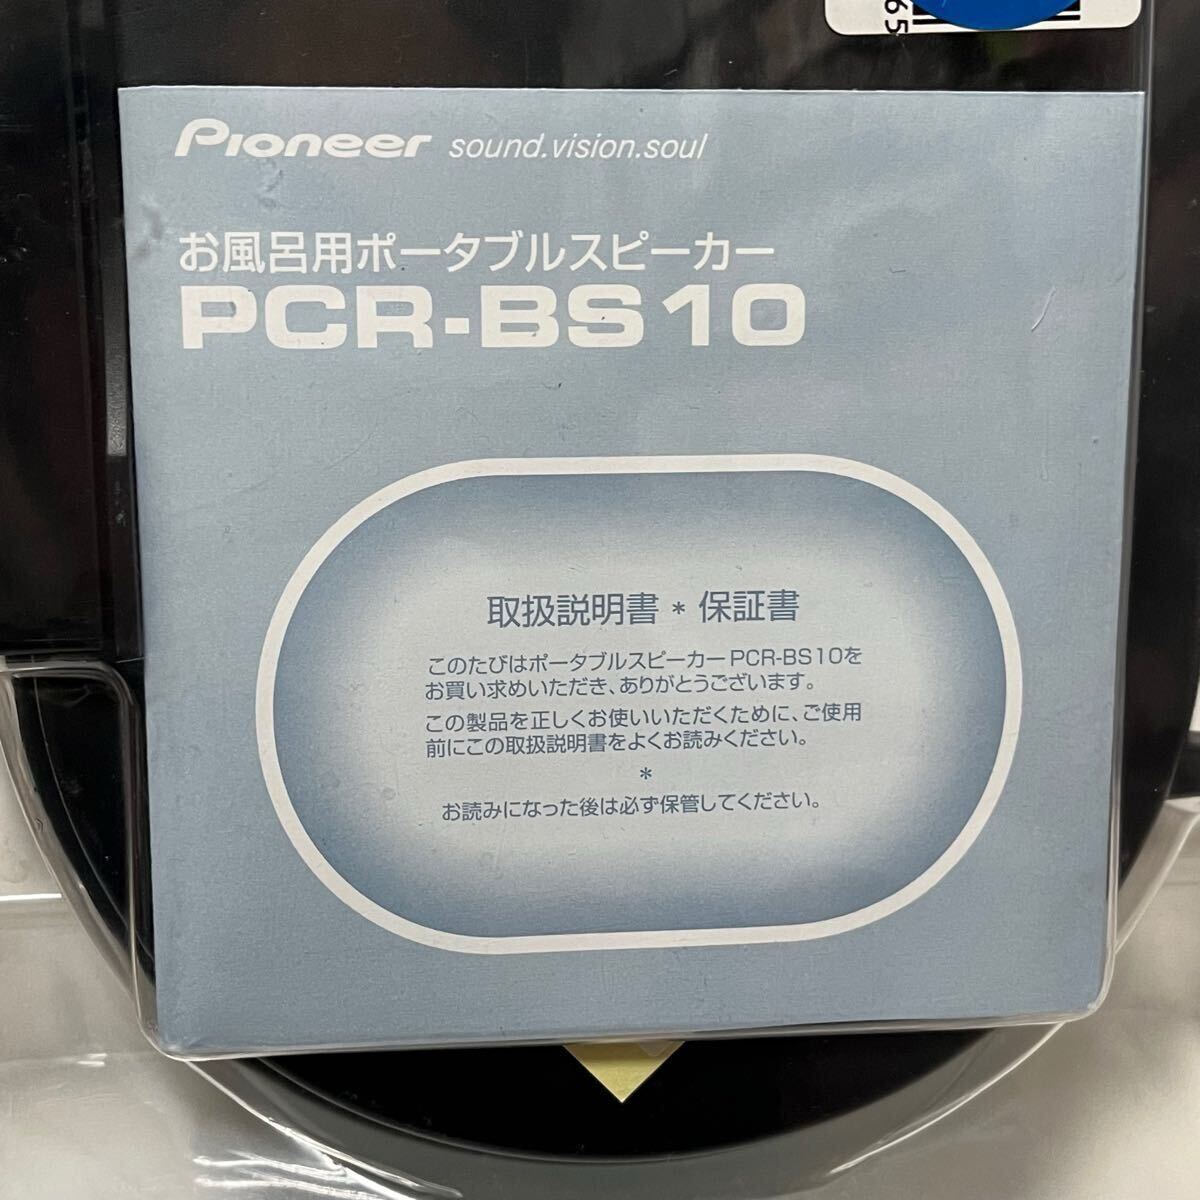 65
Pioneer sound.vision.soul
お風呂用ポータブルスピーカー
PCR-BS10
取扱説明書 * 保証書
このたびはポータブルスピーカーPCR-BS10を
お買い求めいただき、ありがとうございます。
この製品を正しくお使いいただくために、ご使用
前にこの取扱説明書をよくお読みください。
*
お読みになった後は必ず保管してください。